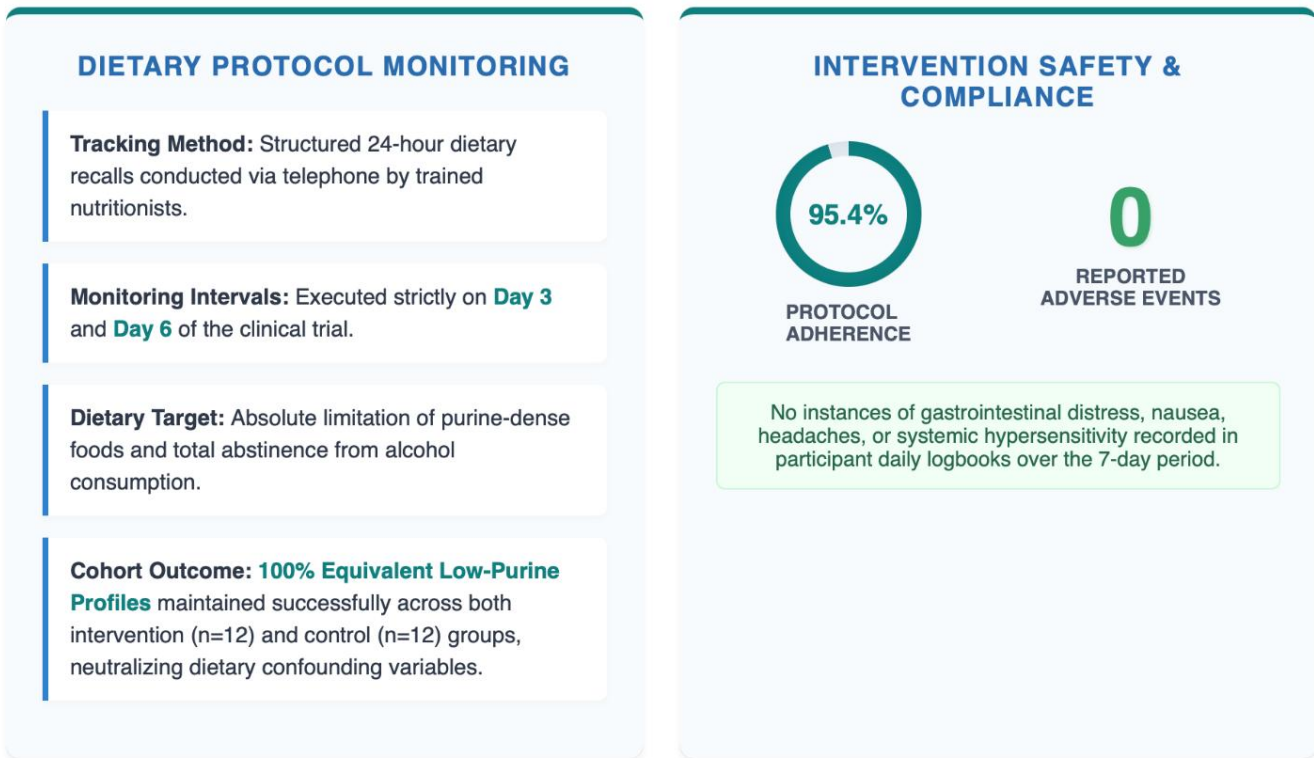 DIETARY PROTOCOL MONITORING
Tracking Method: Structured 24-hour dietary
recalls conducted via telephone by trained
nutritionists.
Monitoring Intervals: Executed strictly on Day 3
and Day 6 of the clinical trial.
Dietary Target: Absolute limitation of purine-dense
foods and total abstinence from alcohol
consumption.
Cohort Outcome: 100% Equivalent Low-Purine
Profiles maintained successfully across both
intervention (n=12) and control (n=12) groups,
neutralizing dietary confounding variables.
INTERVENTION SAFETY &
COMPLIANCE
95.4%
PROTOCOL
ADHERENCE
0
REPORTED
ADVERSE EVENTS
No instances of gastrointestinal distress, nausea,
headaches, or systemic hypersensitivity recorded in
participant daily logbooks over the 7-day period.